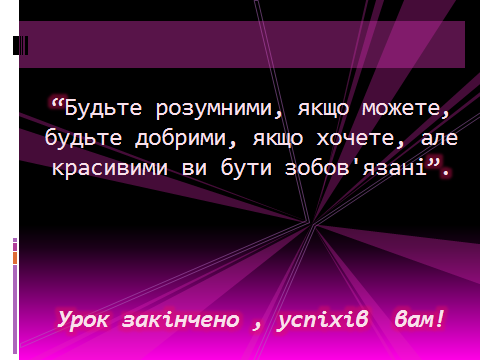 “Будьте розумними, якщо можете,
будьте добрими, якщо хочете, але
красивими ви бути зобов'язані”.
Урок закінчено , успіхів  вам!